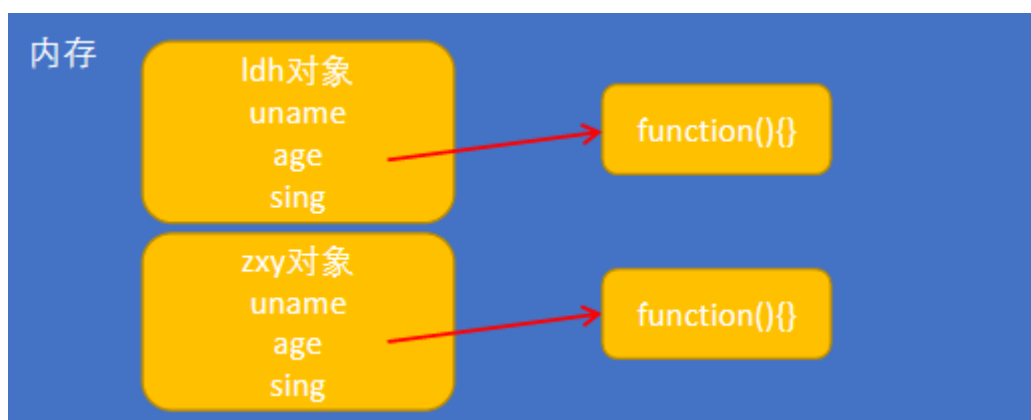 内存
ldh对象
uname
age
sing
function(){}
zxy对象
uname
age
sing
function(){}